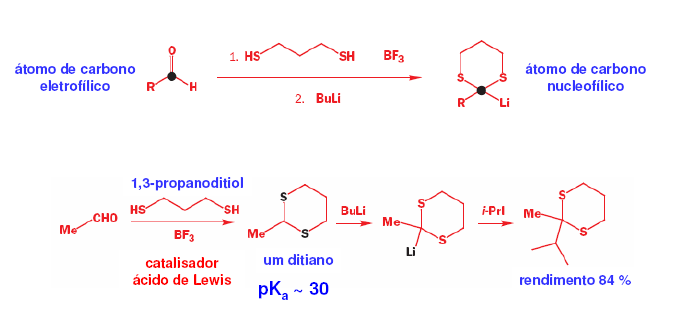 O
1. HS SH BF3
átomo de carbono
eletrofílico
R H
2. BuLi
S S
R Li
átomo de carbono
nucleofílico
1,3-propanoditiol
Me CHO
HS SH
BF3
catalisador
ácido de Lewis
S
Me S
um ditiano
pKa ~ 30
BuLi
S
Me
S
Li
i-PrI
S
Me
S
rendimento 84 %